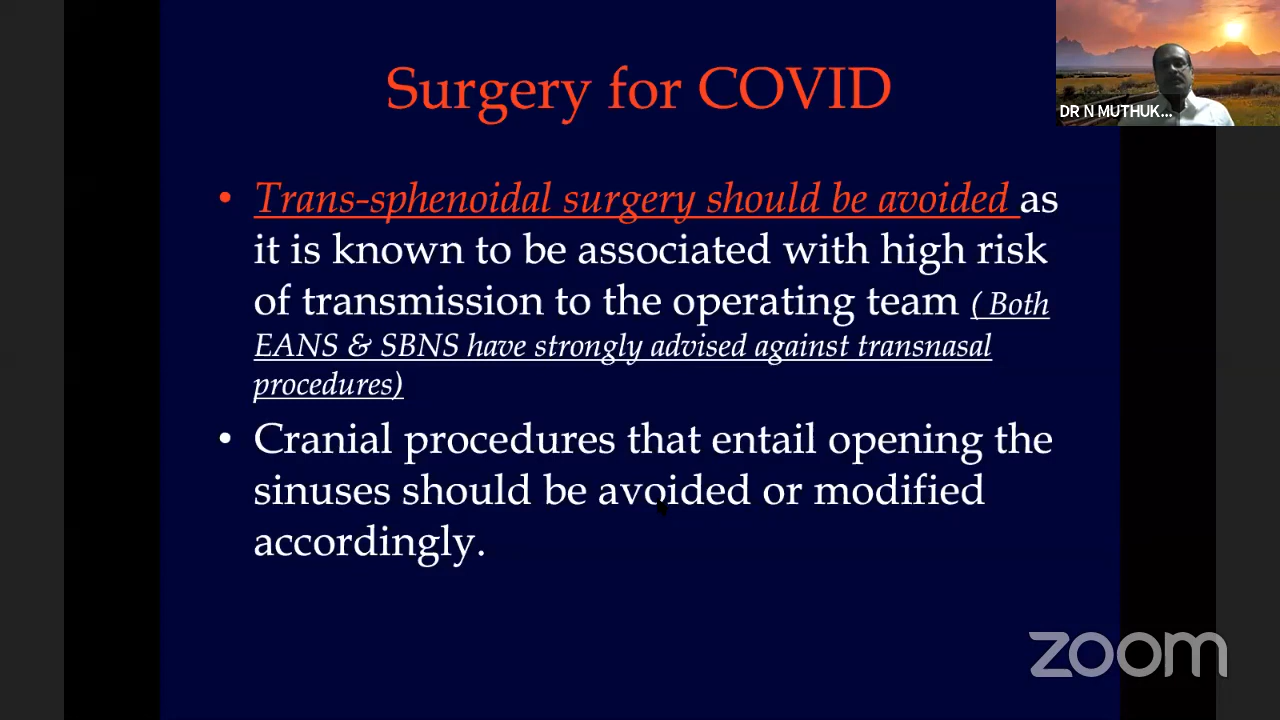 Surgery for COVID
DR N MUTHUK...
• Trans-sphenoidal surgery should be avoided as
it is known to be associated with high risk
of transmission to the operating team ( Both
EANS & SBNS have strongly advised against transnasal
procedures)
• Cranial procedures that entail opening the
sinuses should be avoided or modified
accordingly.
zoom